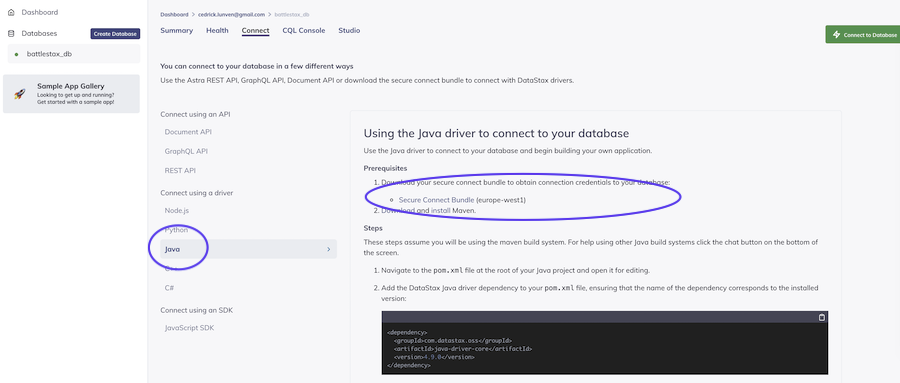 Dashboard
Databases
Create Database
battlestax_db
Sample App Gallery
Looking to get up and running?
Get started with a sample app!
Dashboard > cedrick.lunven@gmail.com > battlestax_db
Summary Health Connect CQL Console Studio
Connect to Database
You can connect to your database in a few different ways
Use the Astra REST API, GraphQL API, Document API or download the secure connect bundle to connect with DataStax drivers.
Connect using an API
Document API
GraphQL API
REST API
Connect using a driver
Node.js
Python
Java
C++
C#
Connect using an SDK
JavaScript SDK
Using the Java driver to connect to your database
Use the Java driver to connect to your database and begin building your own application.
Prerequisites
1. Download your secure connect bundle to obtain connection credentials to your database:
Secure Connect Bundle (europe-west1)
2. Download and install Maven.
Steps
These steps assume you will be using the maven build system. For help using other Java build systems click the chat button on the bottom of
the screen.
1. Navigate to the pom.xml file at the root of your Java project and open it for editing.
2. Add the DataStax Java driver dependency to your pom.xml file, ensuring that the name of the dependency corresponds to the installed
version:
<dependency>
<groupId>com.datastax.oss</groupId>
<artifactId>java-driver-core</artifactId>
<version>4.9.0</version>
</dependency>